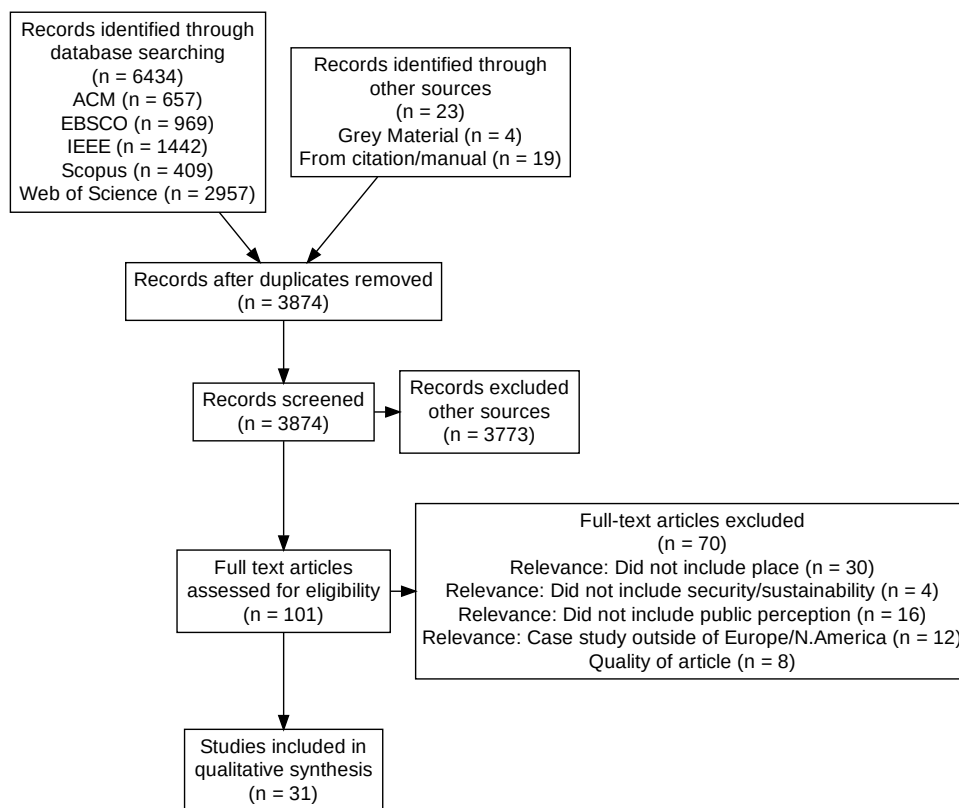 Records identified through
database searching
(n = 6434)
ACM (n = 657)
EBSCO (n = 969)
IEEE (n = 1442)
Scopus (n = 409)
Web of Science (n = 2957)
Records identified through
other sources
(n = 23)
Grey Material (n = 4)
From citation/manual (n = 19)
Records after duplicates removed
(n = 3874)
Records screened
(n = 3874)
Records excluded
other sources
(n = 3773)
Full text articles
assessed for eligibility
(n = 101)
Full-text articles excluded
(n = 70)
Relevance: Did not include place (n = 30)
Relevance: Did not include security/sustainability (n = 4)
Relevance: Did not include public perception (n = 16)
Relevance: Case study outside of Europe/N.America (n = 12)
Quality of article (n = 8)
Studies included in
qualitative synthesis
(n = 31)